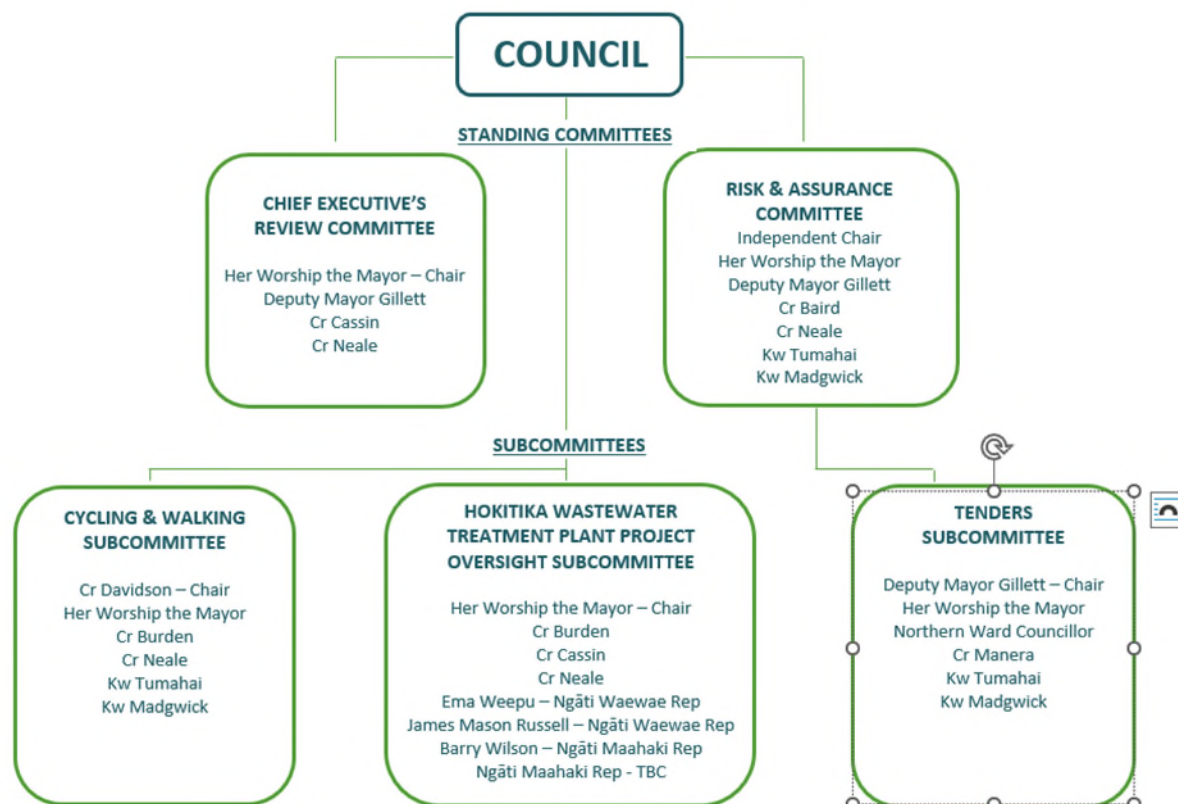 COUNCIL
STANDING COMMITTEES
CHIEF EXECUTIVE'S
REVIEW COMMITTEE
Her Worship the Mayor – Chair
Deputy Mayor Gillett
Cr Cassin
Cr Neale
RISK & ASSURANCE
COMMITTEE
Independent Chair
Her Worship the Mayor
Deputy Mayor Gillett
Cr Baird
Cr Neale
Kw Tumahai
Kw Madgwick
SUBCOMMITTEES
CYCLING & WALKING
SUBCOMMITTEE
Cr Davidson – Chair
Her Worship the Mayor
Cr Burden
Cr Neale
Kw Tumahai
Kw Madgwick
HOKITIKA WASTEWATER
TREATMENT PLANT PROJECT
OVERSIGHT SUBCOMMITTEE
Her Worship the Mayor – Chair
Cr Burden
Cr Cassin
Cr Neale
Ema Weepu – Ngāti Waewae Rep
James Mason Russell – Ngāti Waewae Rep
Barry Wilson – Ngāti Maahaki Rep
Ngāti Maahaki Rep - TBC
TENDERS
SUBCOMMITTEE
Deputy Mayor Gillett – Chair
Her Worship the Mayor
Northern Ward Councillor
Cr Manera
Kw Tumahai
Kw Madgwick